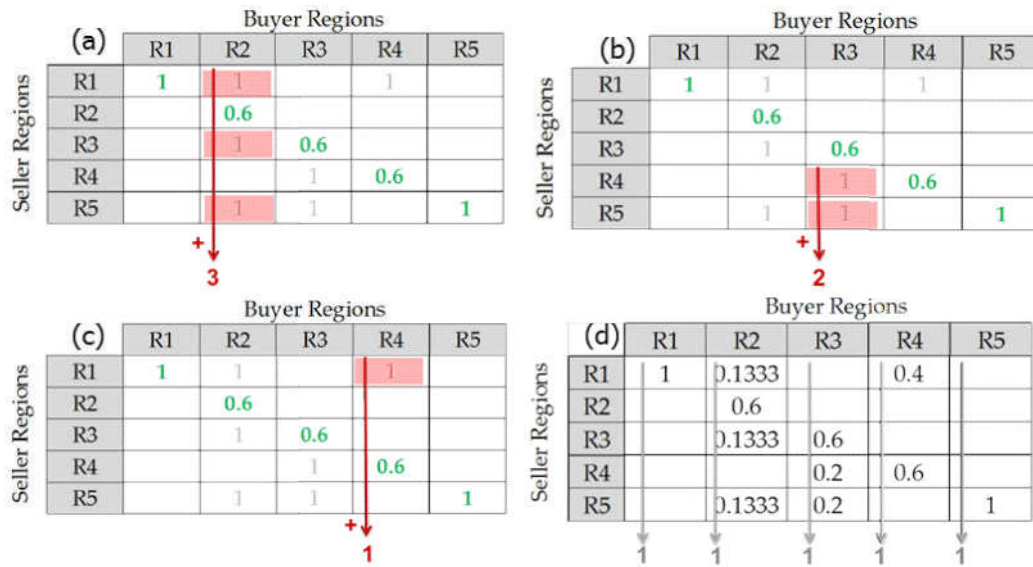 Buyer Regions
(a) R1 R2 R3 R4 R5
Seller Regions
R1 1 1 1
R2 0.6
R3 1 0.6
R4 1 0.6
R5 1 1 1
+
3
Buyer Regions
(b) R1 R2 R3 R4 R5
Seller Regions
R1 1 1 1
R2 0.6
R3 1 0.6
R4 1 0.6
R5 1 1 1
+
2
Buyer Regions
(c) R1 R2 R3 R4 R5
Seller Regions
R1 1 1 1
R2 0.6
R3 1 0.6
R4 1 0.6
R5 1 1 1
+
1
Buyer Regions
(d) R1 R2 R3 R4 R5
Seller Regions
R1 1 0.1333 0.4
R2 0.6
R3 0.1333 0.6
R4 0.2 0.6
R5 0.1333 0.2 1
1 1 1 1 1